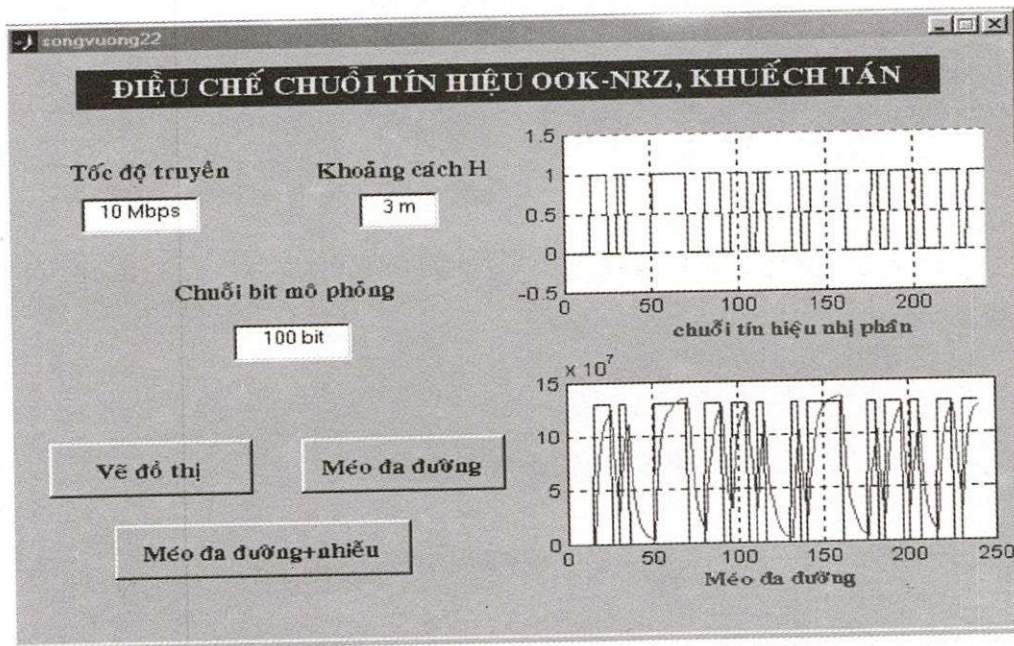 songvuong22
ĐIỀU CHẾ CHUỖI TÍN HIỆU OOK-NRZ, KHUẾCH TÁN
Tốc độ truyền
10 Mbps
Khoảng cách H
3 m
Chuỗi bit mô phỏng
100 bit
Vẽ đồ thị
Méo đa đường
Méo đa đường+nhiễu
1.5
1
0.5
0
-0.5
0 50 100 150 200
chuỗi tín hiệu nhị phân
x 10^7
15
10
5
0
0 50 100 150 200 250
Méo đa đường